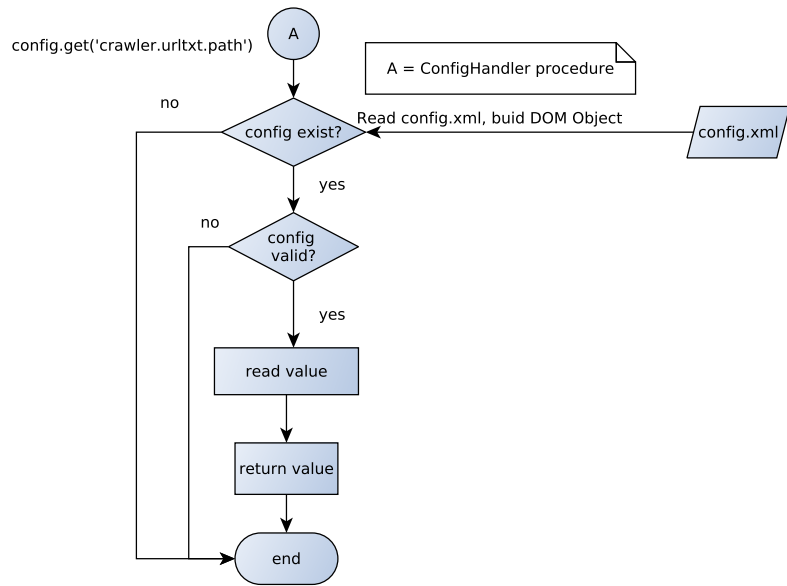 A
config.get('crawler.urltxt.path')
A = ConfigHandler procedure
no
Read config.xml, buid DOM Object
config exist?
config.xml
yes
no
config
valid?
yes
read value
return value
end